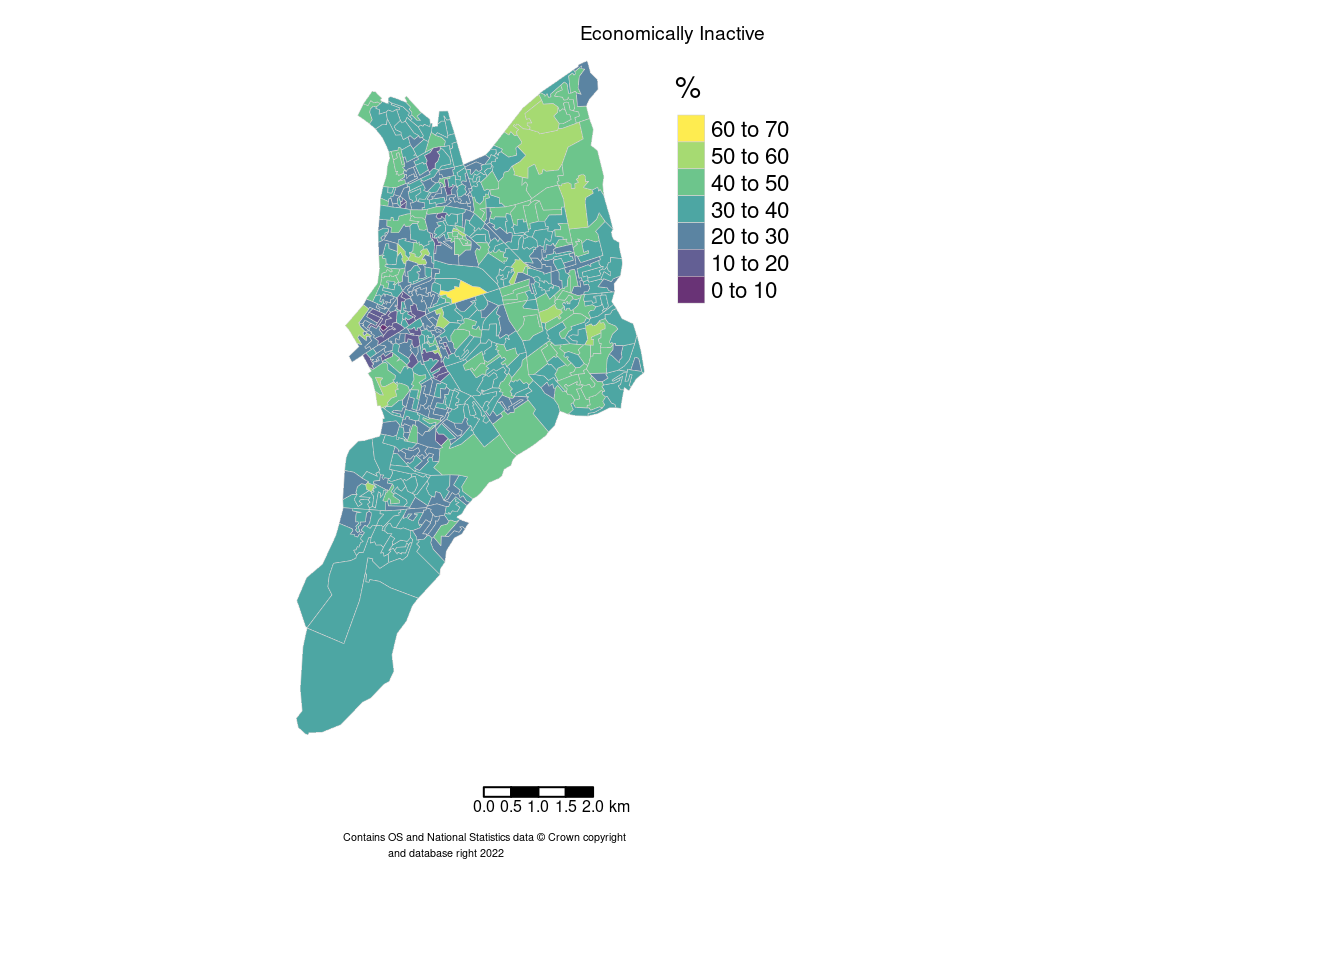 Economically Inactive
%
60 to 70
50 to 60
40 to 50
30 to 40
20 to 30
10 to 20
0 to 10
0.0 0.5 1.0 1.5 2.0 km
Contains OS and National Statistics data © Crown copyright
and database right 2022